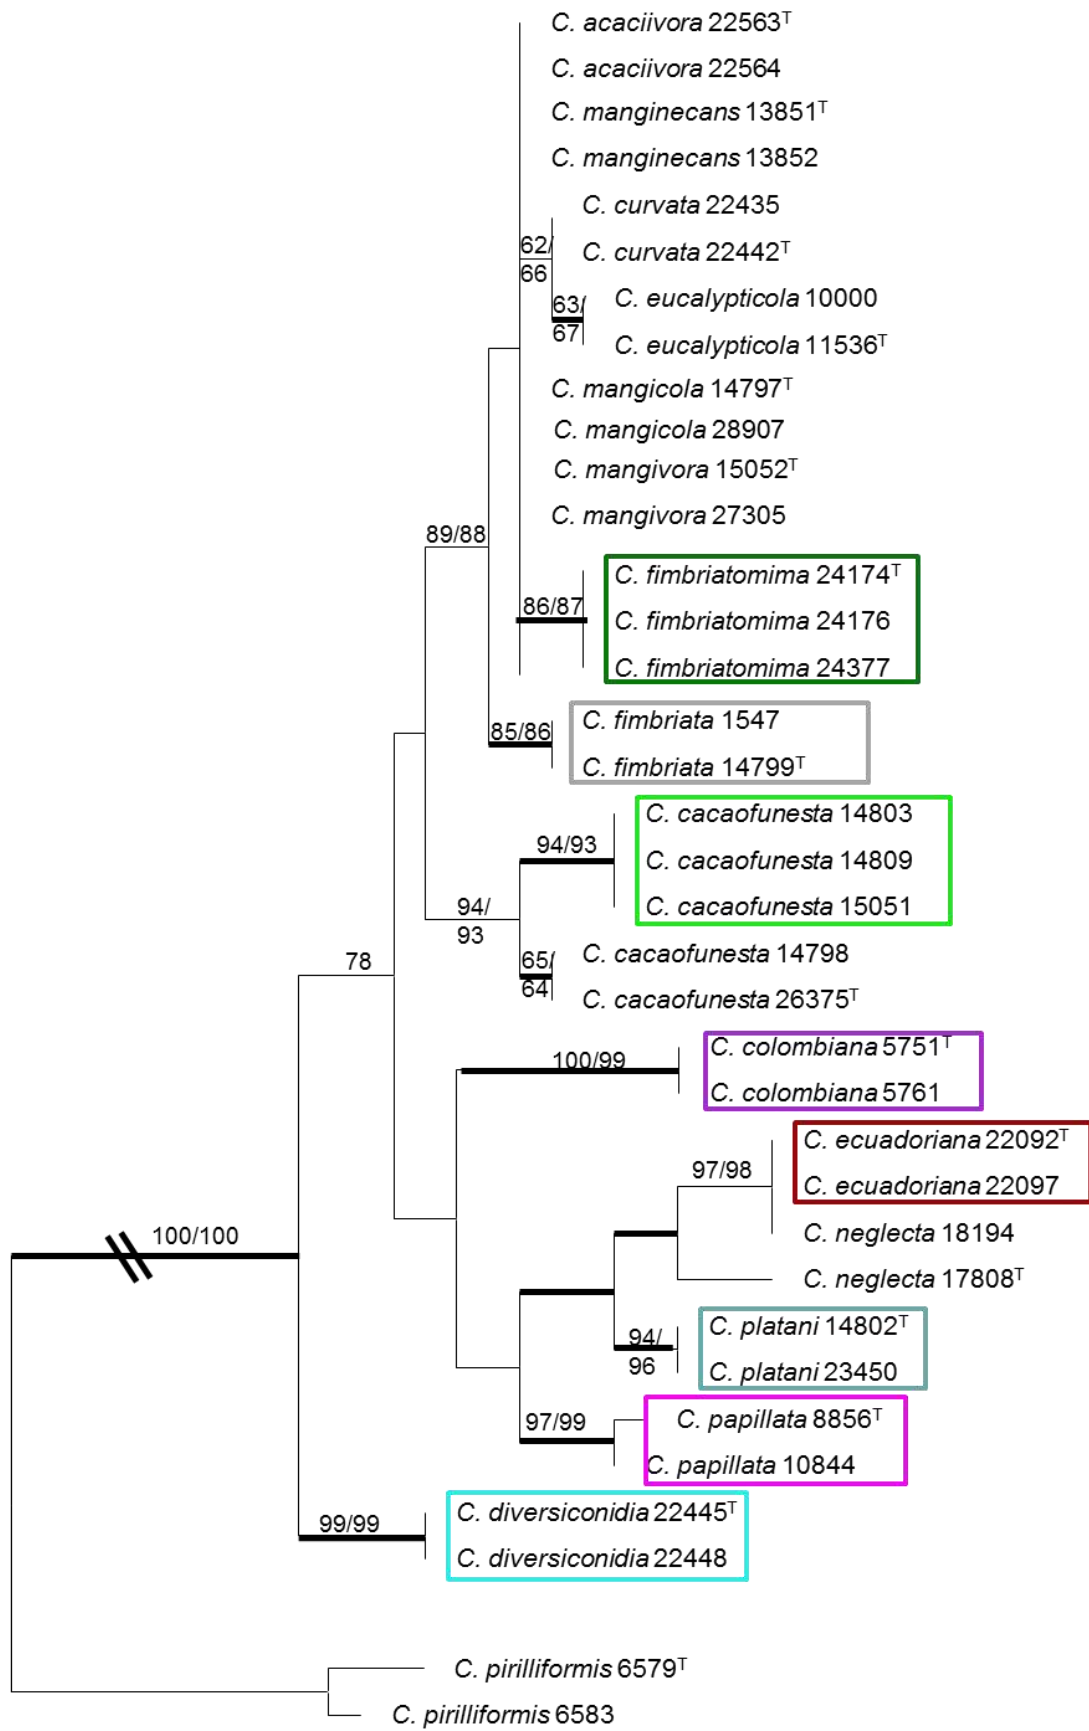 C. acaciivora 22563ᵀ
C. acaciivora 22564
C. manginecans 13851ᵀ
C. manginecans 13852
C. curvata 22435
62/
66
C. curvata 22442ᵀ
63/
67
C. eucalypticola 10000
C. eucalypticola 11536ᵀ
C. mangicola 14797ᵀ
C. mangicola 28907
C. mangivora 15052ᵀ
C. mangivora 27305
89/88
C. fimbriatomima 24174ᵀ
86/87
C. fimbriatomima 24176
C. fimbriatomima 24377
C. fimbriata 1547
85/86
C. fimbriata 14799ᵀ
C. cacaofunesta 14803
94/93
C. cacaofunesta 14809
C. cacaofunesta 15051
94/
93
C. cacaofunesta 14798
65/
64
C. cacaofunesta 26375ᵀ
78
C. colombiana 5751ᵀ
100/99
C. colombiana 5761
C. ecuadoriana 22092ᵀ
97/98
C. ecuadoriana 22097
C. neglecta 18194
100/100
C. neglecta 17808ᵀ
C. platani 14802ᵀ
94/
96
C. platani 23450
C. papillata 8856ᵀ
97/99
C. papillata 10844
C. diversiconidia 22445ᵀ
99/99
C. diversiconidia 22448
C. pirilliformis 6579ᵀ
C. pirilliformis 6583